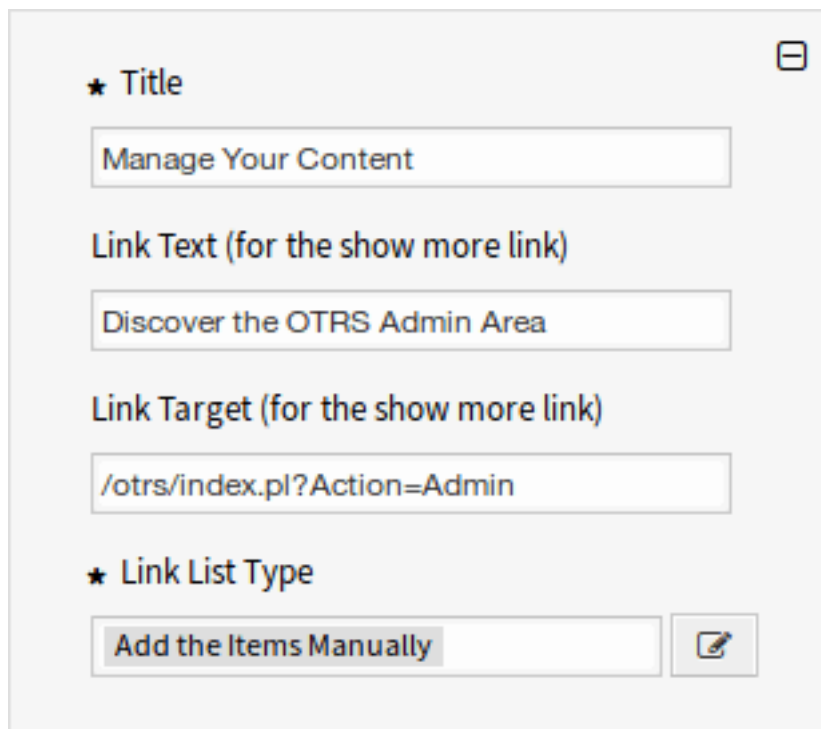 ★ Title
Manage Your Content
Link Text (for the show more link)
Discover the OTRS Admin Area
Link Target (for the show more link)
/otrs/index.pl?Action=Admin
★ Link List Type
Add the Items Manually